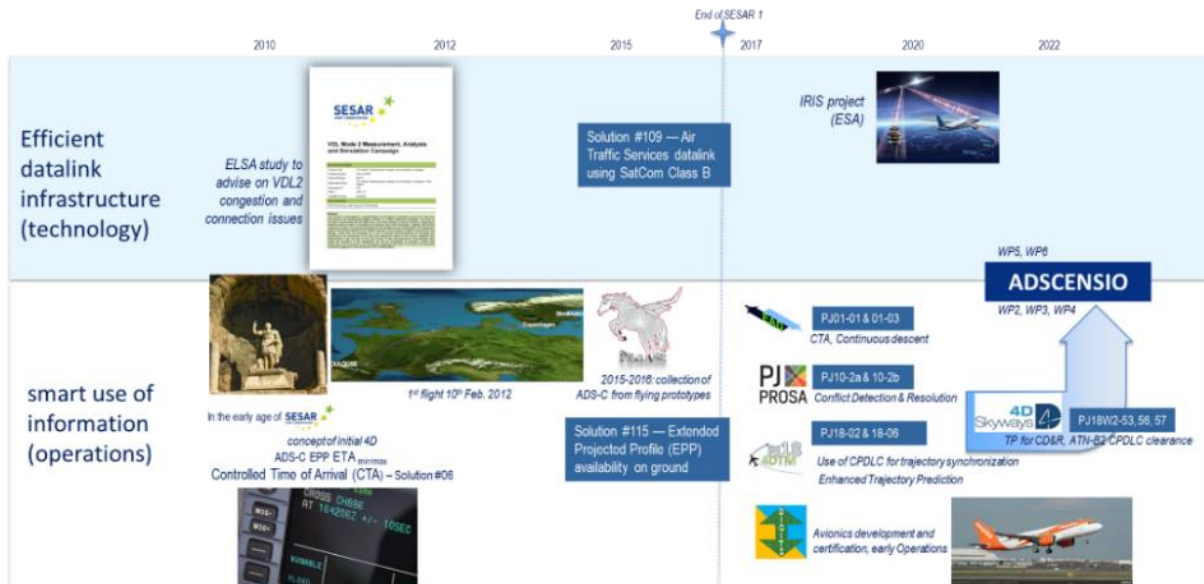 End of SESAR 1
2010
2012
2015
2017
2020
2022
Efficient
datalink
infrastructure
(technology)
ELSA study to
advise on VDL2
congestion and
connection issues
SESAR
VDL Mode 2 Measurement, Analysis
and Simulation Campaign
Solution #109 — Air
Traffic Services datalink
using SatCom Class B
IRIS project
(ESA)
WP5, WP6
ADSCENSIO
WP2, WP3, WP4
smart use of
information
(operations)
Copenhagen
1st flight 10th Feb. 2012
In the early age of SESAR
concept of initial 4D
ADS-C EPP ETA minimax
Controlled Time of Arrival (CTA) – Solution #06
CROSS CH686
AT 164206Z +/- 10SEC
2015-2016: collection of
ADS-C from flying prototypes
Solution #115 — Extended
Projected Profile (EPP)
availability on ground
PJ01-01 & 01-03
CTA, Continuous descent
PJ
PROSA
PJ10-2a & 10-2b
Conflict Detection & Resolution
4DTM
PJ18-02 & 18-06
Use of CPDLC for trajectory synchronization
Enhanced Trajectory Prediction
4D
Skyways
PJ18W2-53, 56, 57
TP for CD&R, ATN-B2 CPDLC clearance
Avionics development and
certification, early Operations